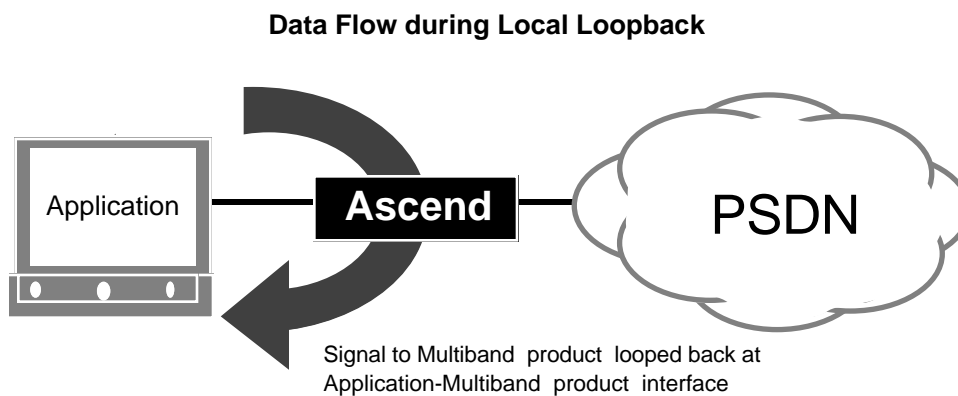 Data Flow during Local Loopback
Application
Ascend
PSDN
Signal to Multiband product looped back at
Application-Multiband product interface